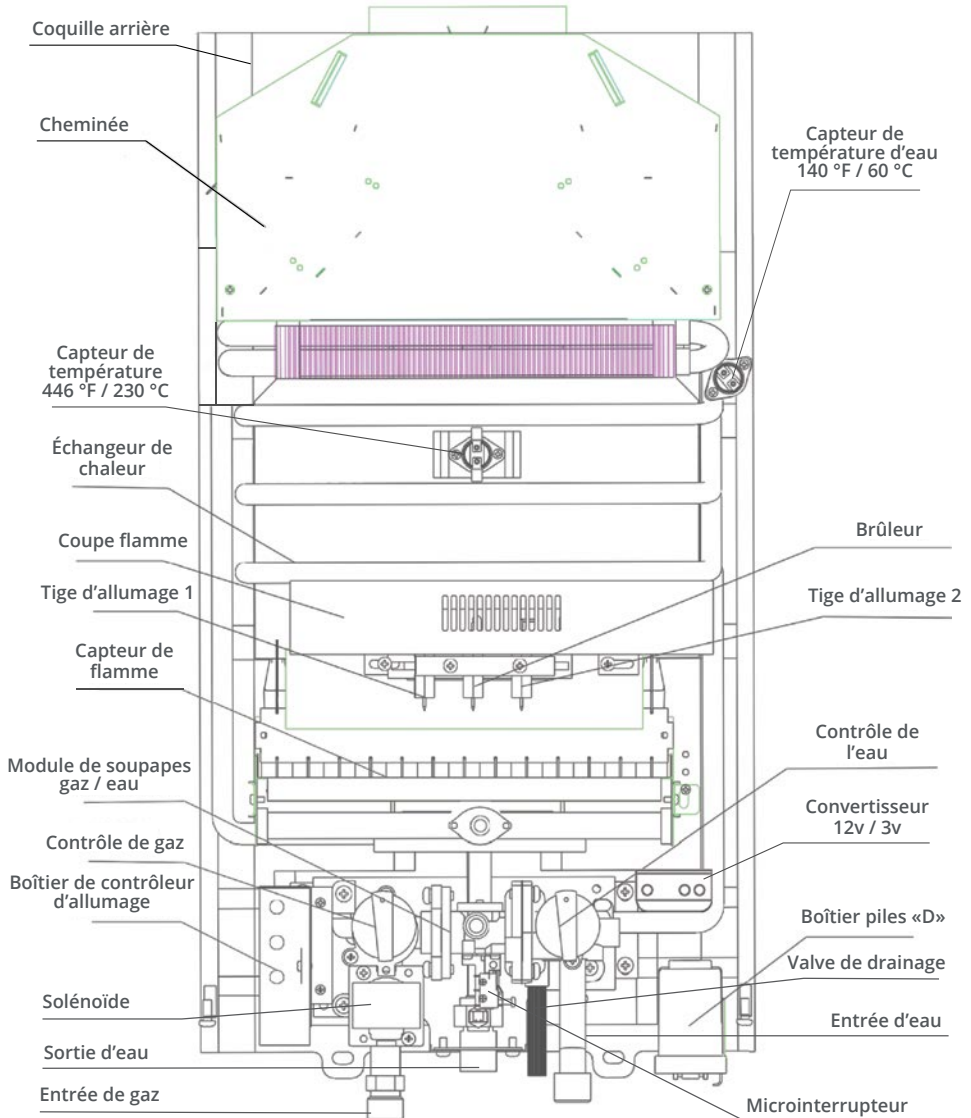 Coquille arrière
Cheminée
Capteur de
température d'eau
140 °F / 60 °C
Capteur de
température
446 °F / 230 °C
Échangeur de
chaleur
Coupe flamme
Brûleur
Tige d'allumage 1
Tige d'allumage 2
Capteur de
flamme
Contrôle de
l'eau
Module de soupapes
gaz / eau
Convertisseur
12v / 3v
Contrôle de gaz
Boîtier de contrôleur
d'allumage
Boîtier piles «D»
Valve de drainage
Solénoïde
Entrée d'eau
Sortie d'eau
Entrée de gaz
Microinterrupteur